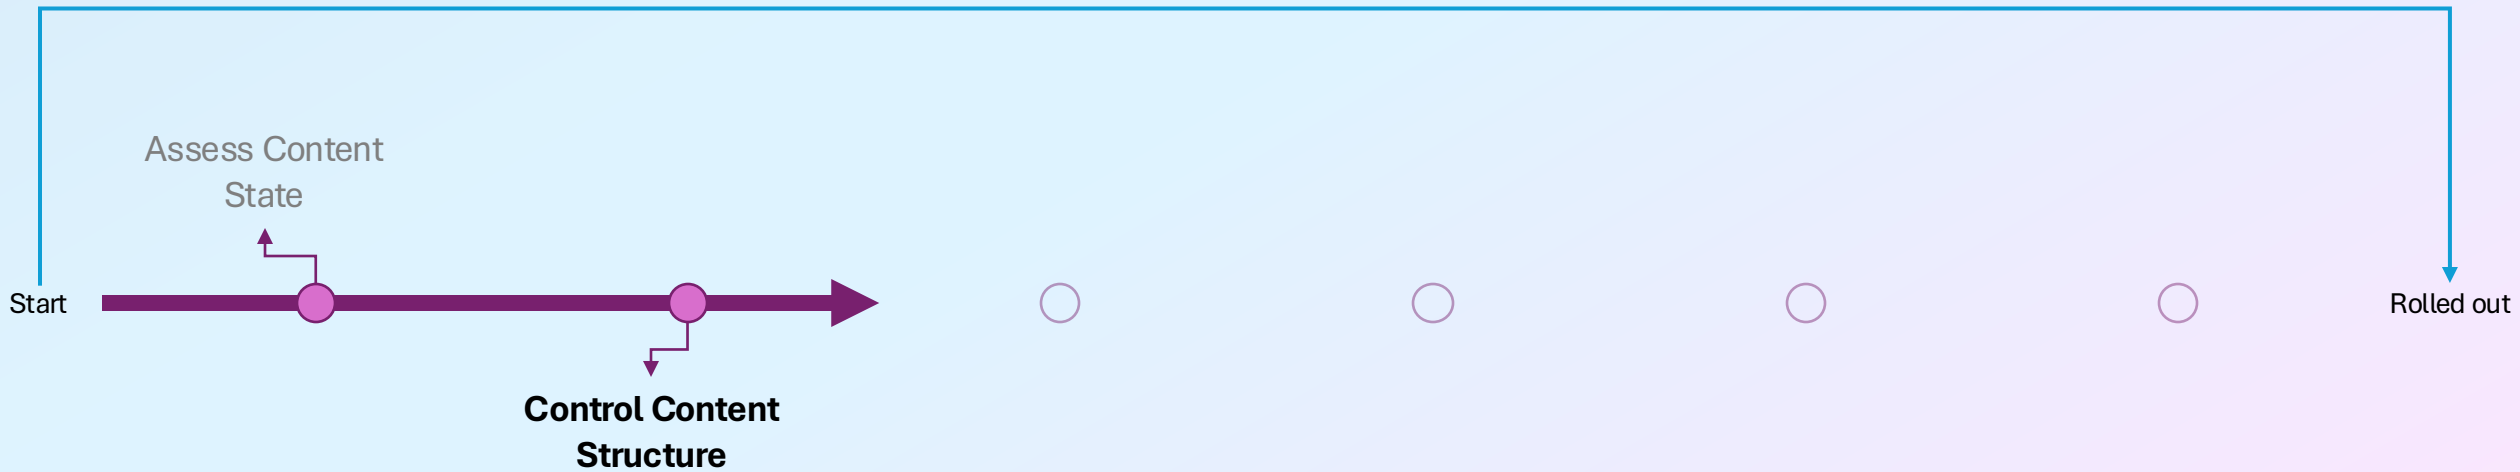 Assess Content
State
Start
Rolled out
Control Content
Structure